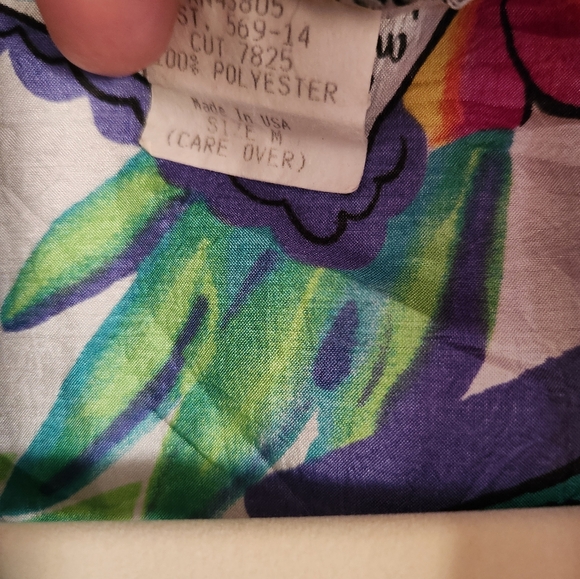 ST. 569-14
CUT 7825
100% POLYESTER
Made In USA
SIZE M
(CARE OVER)